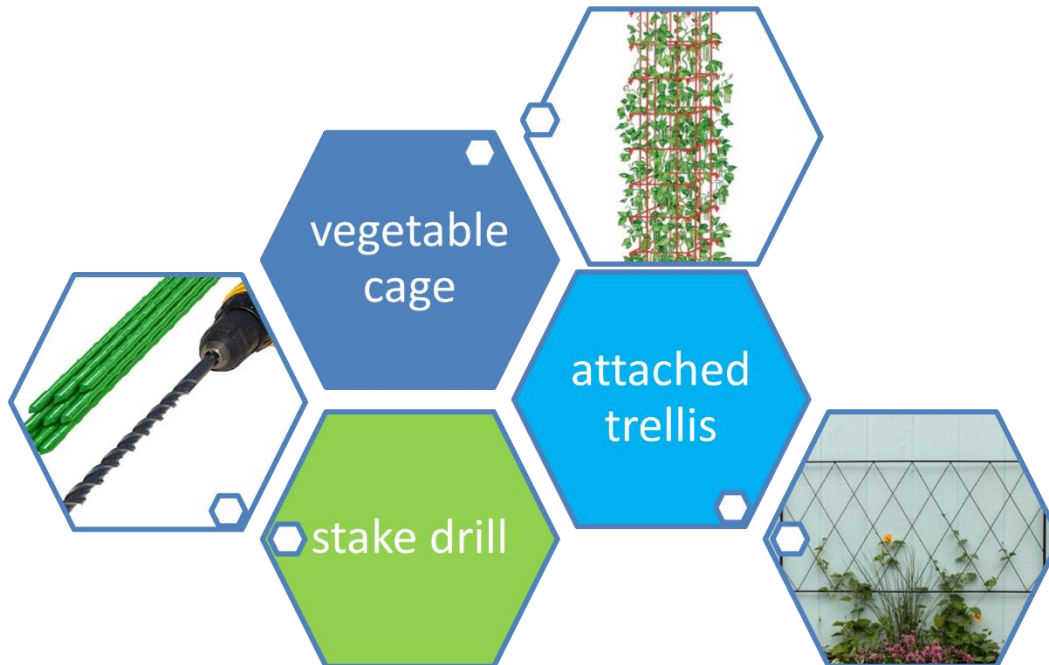 vegetable
cage
attached
trellis
stake drill